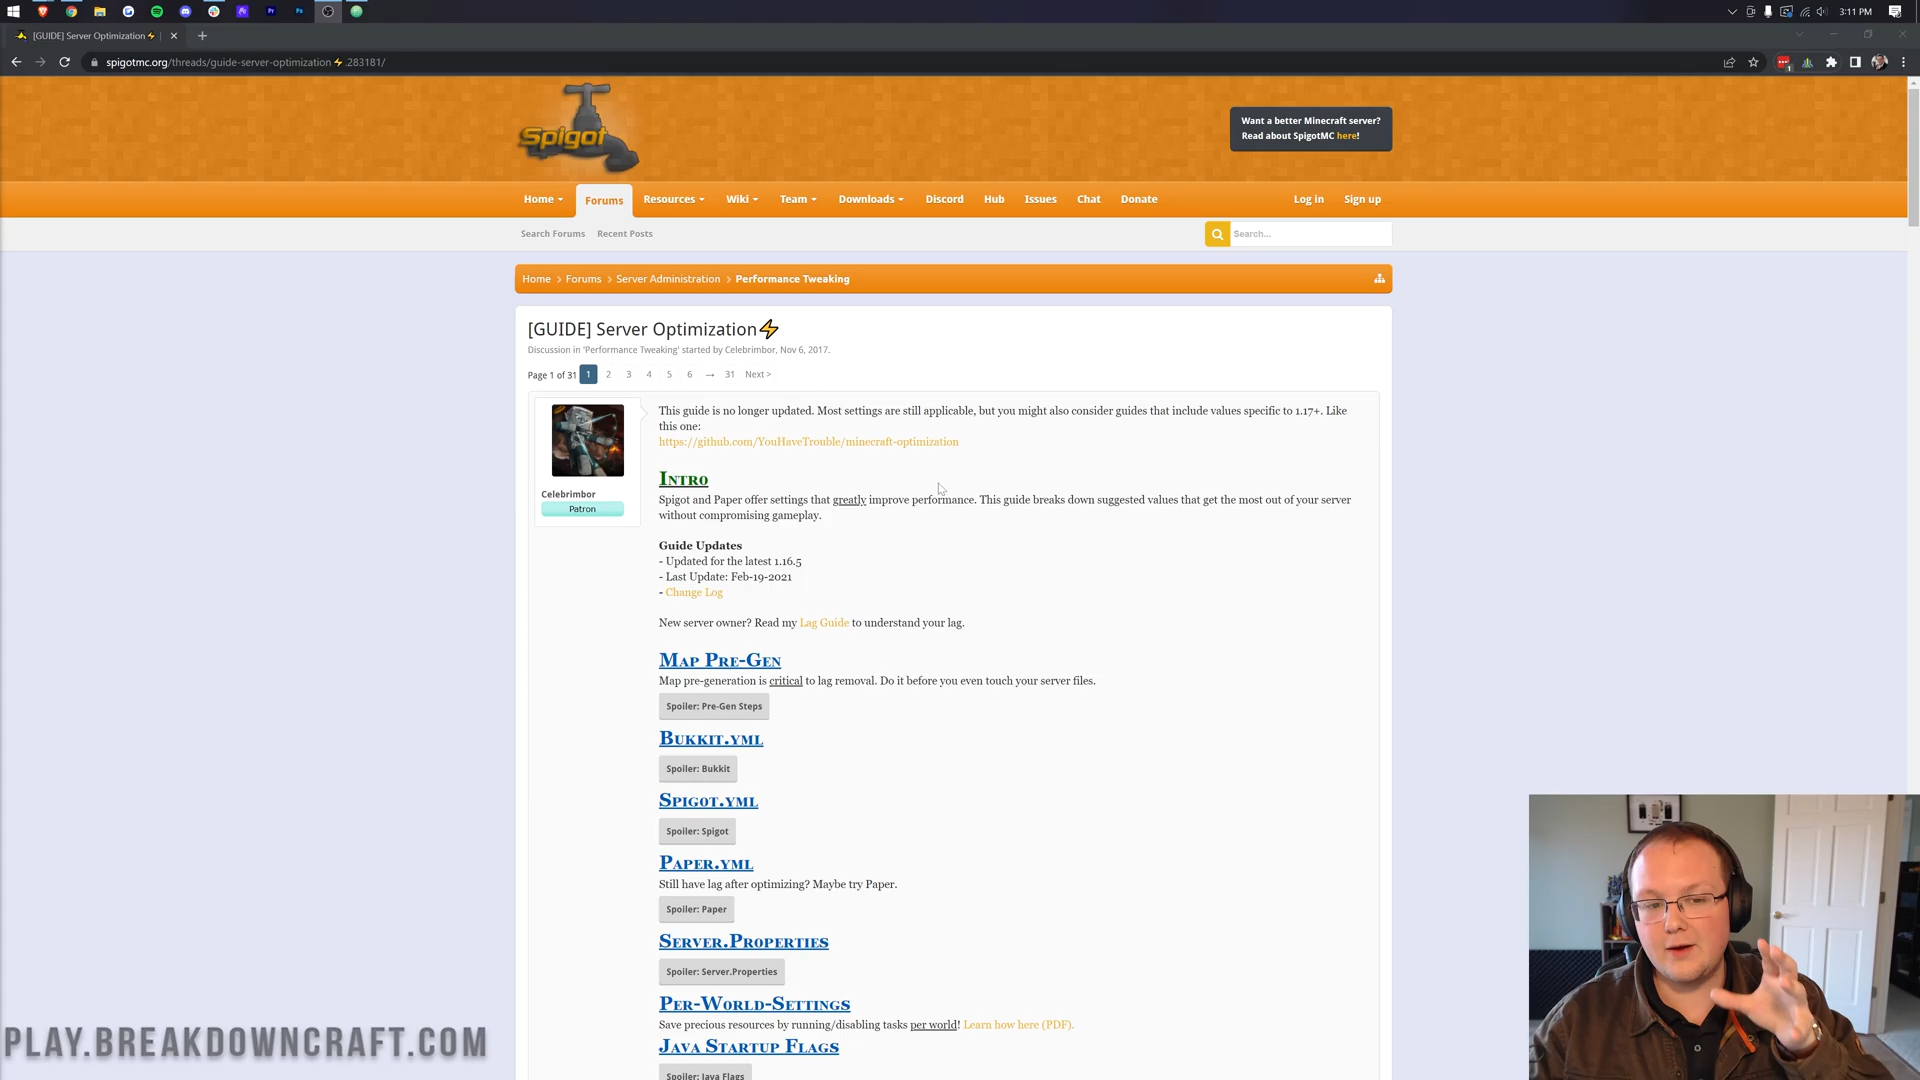 3:11 PM
[GUIDE] Server Optimization⚡ |
spigotmc.org/threads/guide-server-optimization⚡.283181/
Spigot
Want a better Minecraft server?
Read about SpigotMC here!
Home Forums Resources Wiki Team Downloads Discord Hub Issues Chat Donate Log in Sign up
Search Forums Recent Posts Search...
Home > Forums > Server Administration > Performance Tweaking
[GUIDE] Server Optimization⚡
Discussion in 'Performance Tweaking' started by Celebrimbor, Nov 6, 2017.
Page 1 of 31 1 2 3 4 5 6 → 31 Next >
This guide is no longer updated. Most settings are still applicable, but you might also consider guides that include values specific to 1.17+. Like
this one:
https://github.com/YouHaveTrouble/minecraft-optimization
Celebrimbor
Patron
Intro
Spigot and Paper offer settings that greatly improve performance. This guide breaks down suggested values that get the most out of your server
without compromising gameplay.
Guide Updates
- Updated for the latest 1.16.5
- Last Update: Feb-19-2021
- Change Log
New server owner? Read my Lag Guide to understand your lag.
Map Pre-Gen
Map pre-generation is critical to lag removal. Do it before you even touch your server files.
Spoiler: Pre-Gen Steps
Bukkit.yml
Spoiler: Bukkit
Spigot.yml
Spoiler: Spigot
Paper.yml
Still have lag after optimizing? Maybe try Paper.
Spoiler: Paper
Server.Properties
Spoiler: Server.Properties
Per-World-Settings
Save precious resources by running/disabling tasks per world! Learn how here (PDF).
Java Startup Flags
Spoiler: Java Flags
PLAY.BREAKDOWNCRAFT.COM